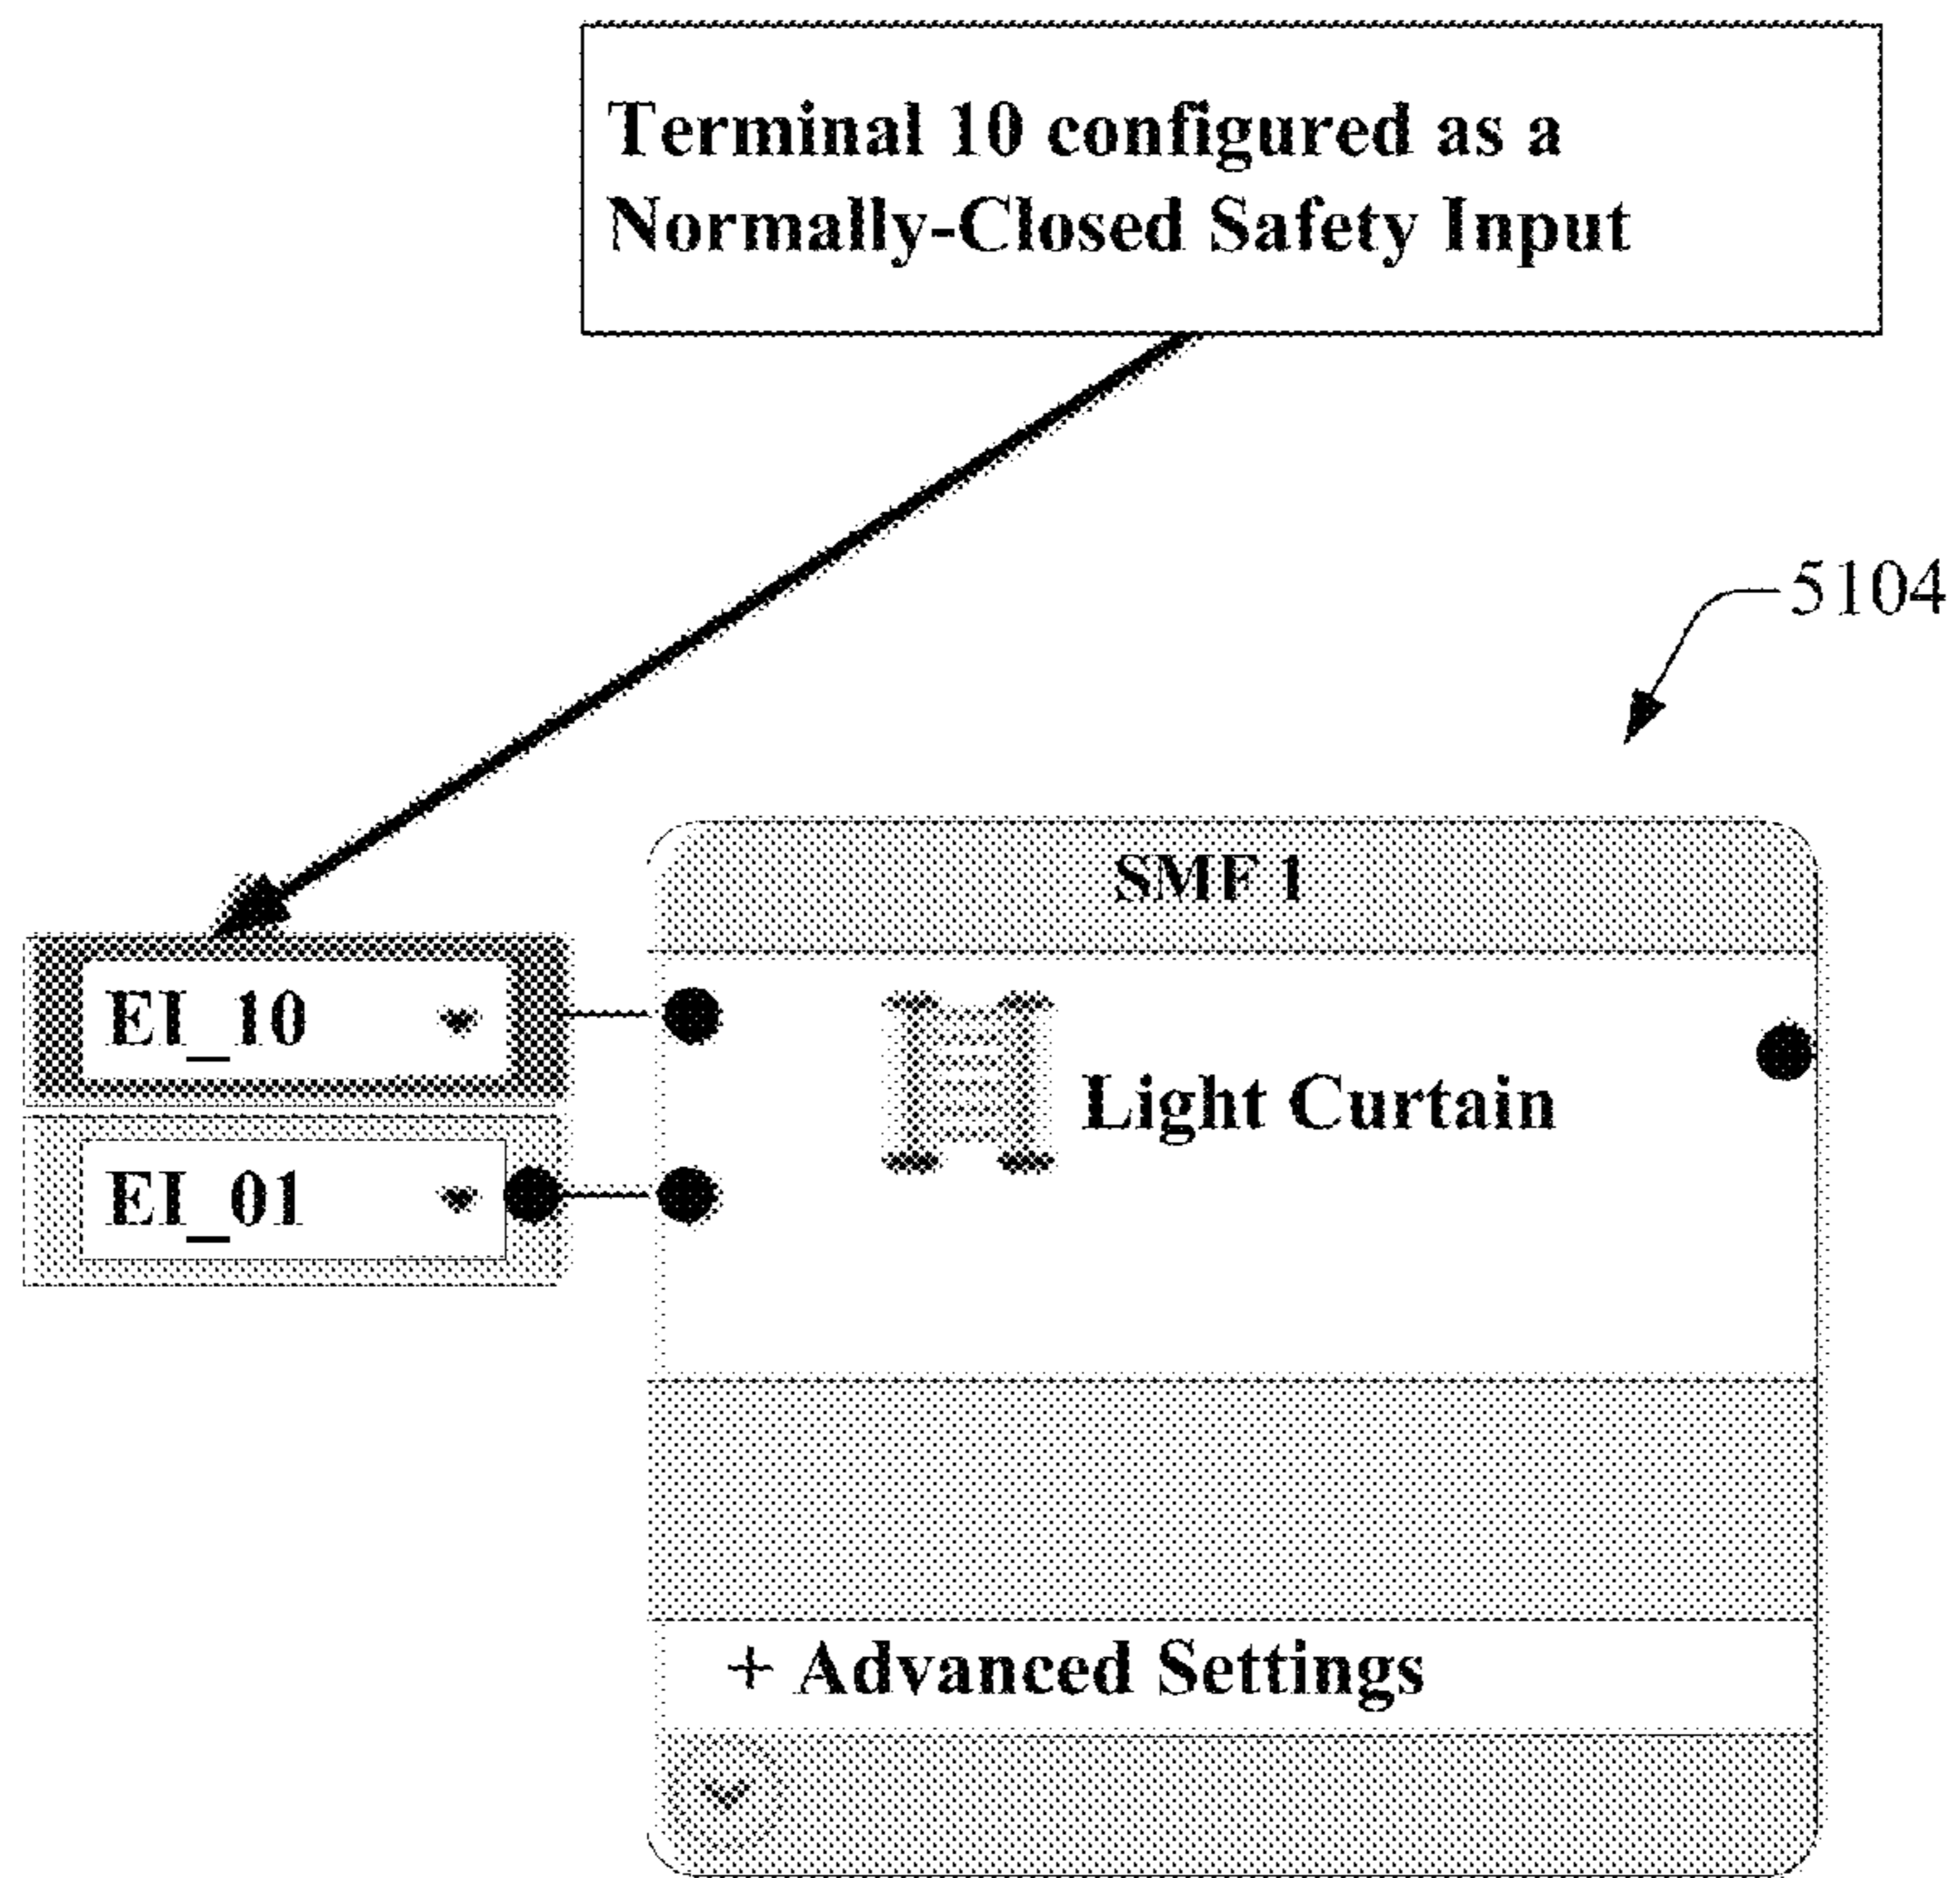 Terminal 10 configured as a
Normally-Closed Safety Input
5104
SMF 1
EI_10
Light Curtain
EI_01
+ Advanced Settings